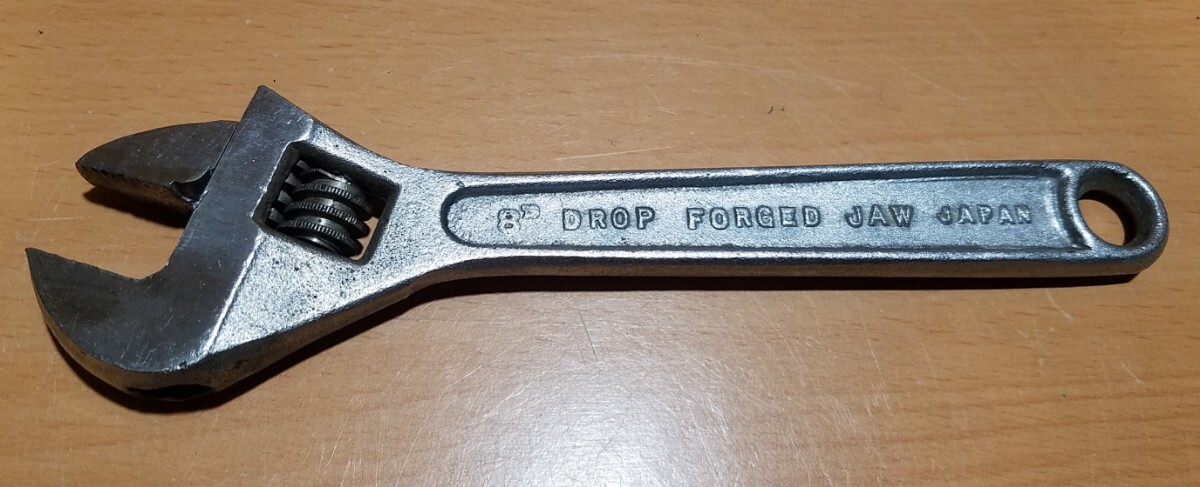 8" DROP FORGED JAW JAPAN